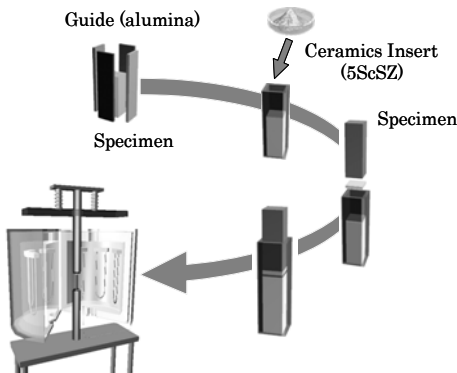 Guide (alumina)
Ceramics Insert
(5ScSZ)
Specimen
Specimen